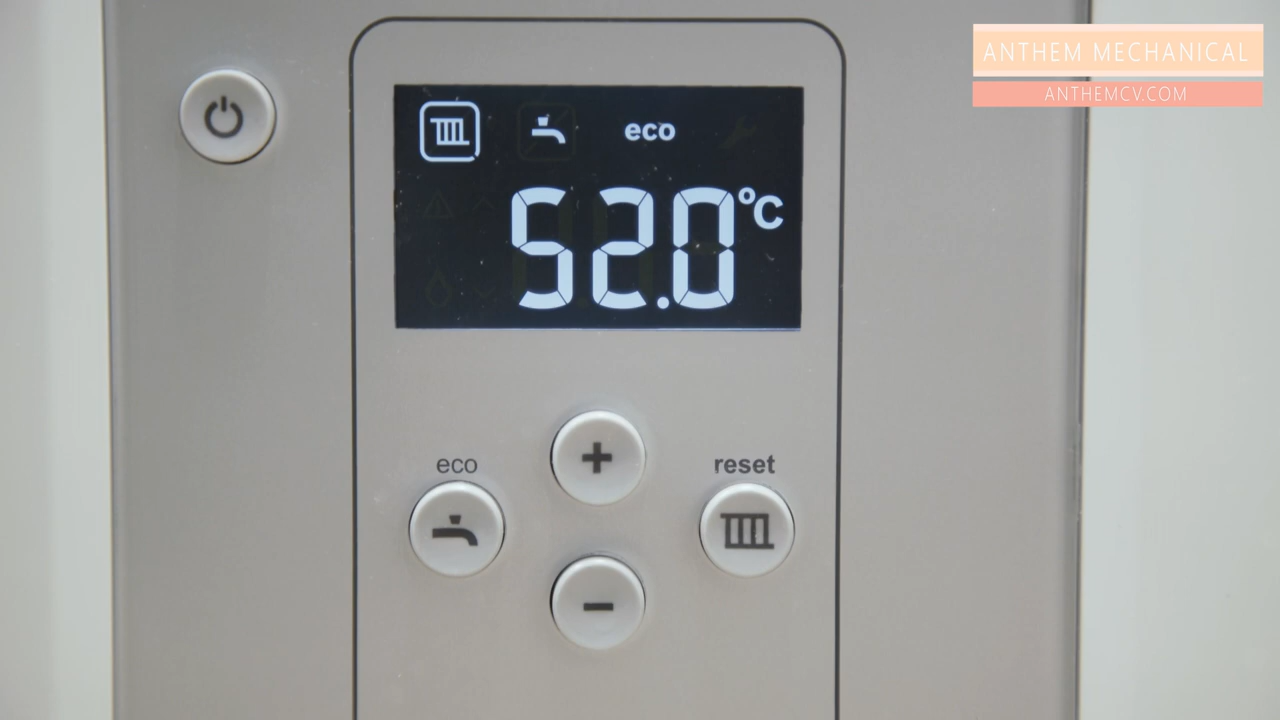 ANTHEM MECHANICAL
ANTHEMCV.COM
eco
52.0°C
eco
reset